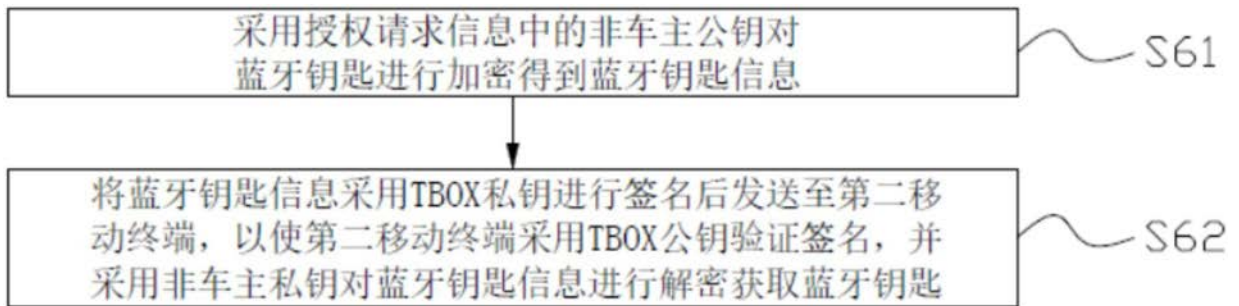 采用授权请求信息中的非车主公钥对
蓝牙钥匙进行加密得到蓝牙钥匙信息
S61
将蓝牙钥匙信息采用TBOX私钥进行签名后发送至第二移
动终端，以使第二移动终端采用TBOX公钥验证签名，并
采用非车主私钥对蓝牙钥匙信息进行解密获取蓝牙钥匙
S62